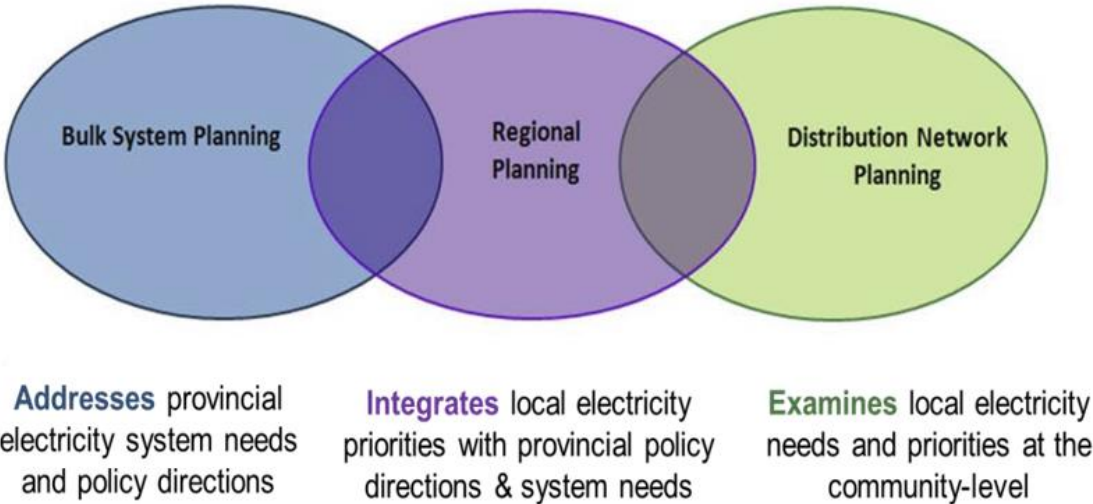 Bulk System Planning
Regional
Planning
Distribution Network
Planning
Addresses provincial
electricity system needs
and policy directions
Integrates local electricity
priorities with provincial policy
directions & system needs
Examines local electricity
needs and priorities at the
community-level